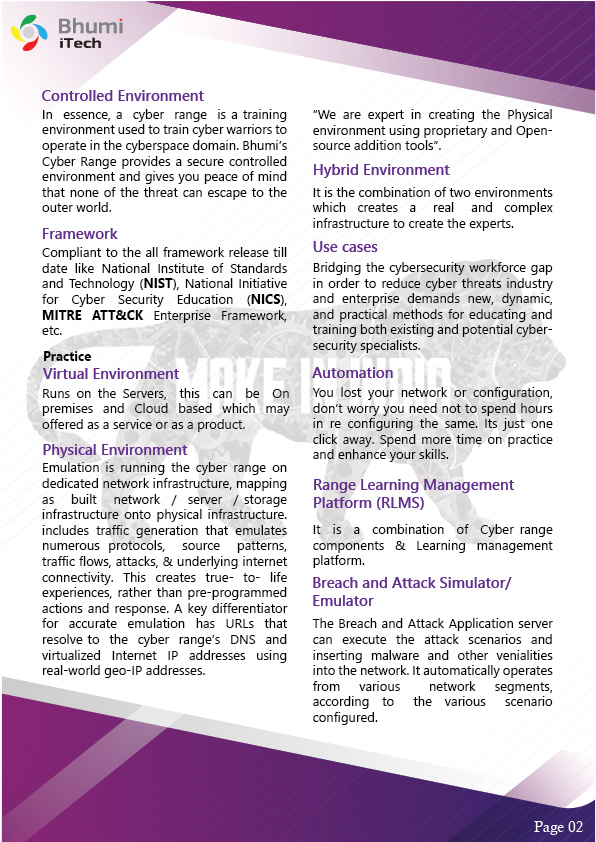 Bhumi
iTech
Controlled Environment
In essence, a cyber range is a training
environment used to train cyber warriors to
operate in the cyberspace domain. Bhumi's
Cyber Range provides a secure controlled
environment and gives you peace of mind
that none of the threat can escape to the
outer world.
Framework
Compliant to the all framework release till
date like National Institute of Standards
and Technology (NIST), National Initiative
for Cyber Security Education (NICS),
MITRE ATT&CK Enterprise Framework,
etc.
Practice
Virtual Environment
Runs on the Servers, this can be On
premises and Cloud based which may
offered as a service or as a product.
Physical Environment
Emulation is running the cyber range on
dedicated network infrastructure, mapping
as built network / server / storage
infrastructure onto physical infrastructure.
includes traffic generation that emulates
numerous protocols, source patterns,
traffic flows, attacks, & underlying internet
connectivity. This creates true- to- life
experiences, rather than pre-programmed
actions and response. A key differentiator
for accurate emulation has URLs that
resolve to the cyber range's DNS and
virtualized Internet IP addresses using
real-world geo-IP addresses.
"We are expert in creating the Physical
environment using proprietary and Open-
source addition tools".
Hybrid Environment
It is the combination of two environments
which creates a real and complex
infrastructure to create the experts.
Use cases
Bridging the cybersecurity workforce gap
in order to reduce cyber threats industry
and enterprise demands new, dynamic,
and practical methods for educating and
training both existing and potential cyber-
security specialists.
Automation
You lost your network or configuration,
don't worry you need not to spend hours
in re configuring the same. Its just one
click away. Spend more time on practice
and enhance your skills.
Range Learning Management
Platform (RLMS)
It is a combination of Cyber range
components & Learning management
platform.
Breach and Attack Simulator/
Emulator
The Breach and Attack Application server
can execute the attack scenarios and
inserting malware and other venialities
into the network. It automatically operates
from various network segments,
according to the various scenario
configured.
MAKE IN INDIA
Page 02